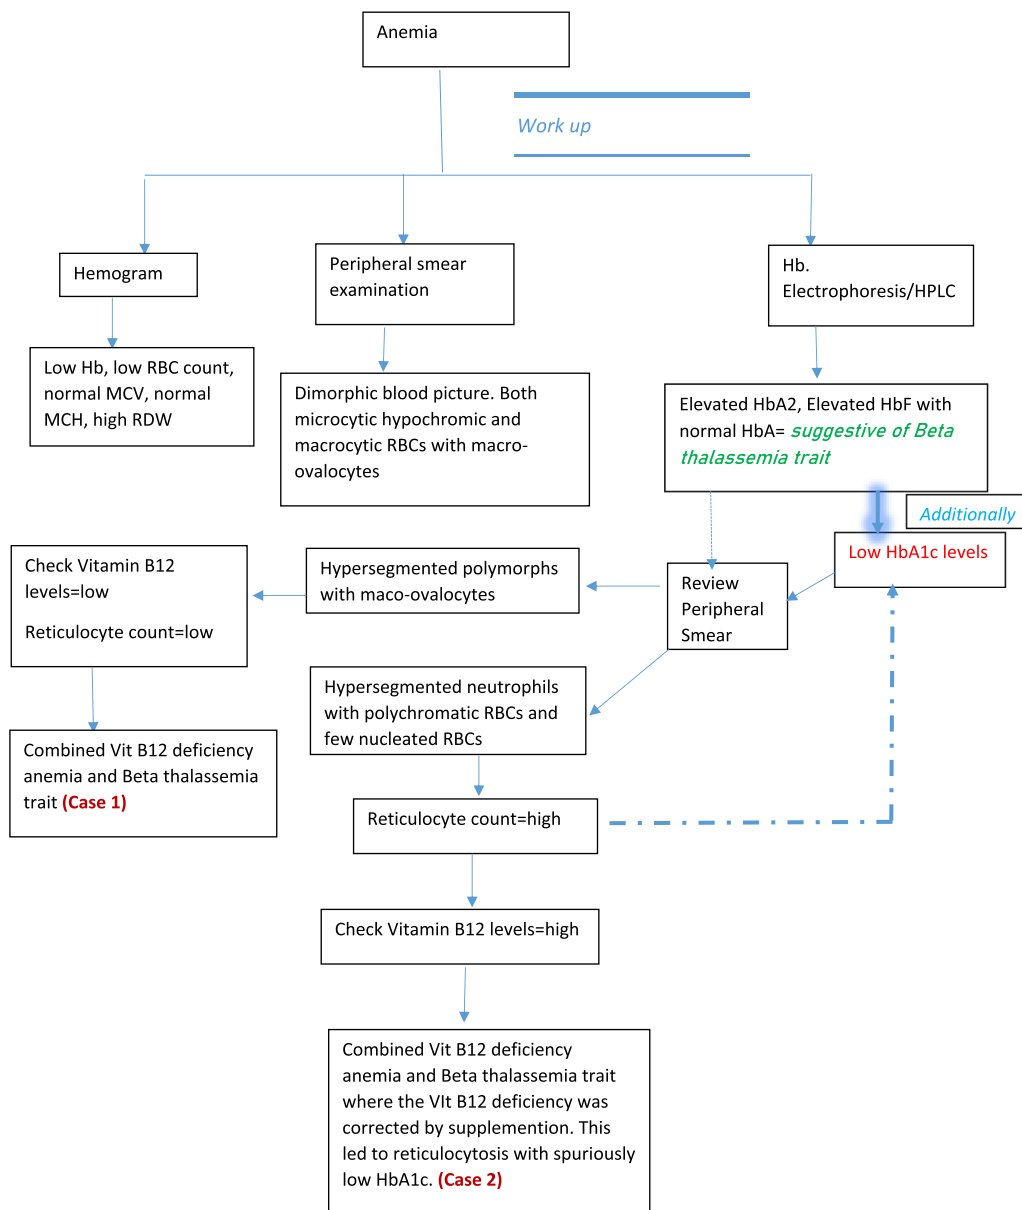 Anemia
Work up
Hemogram
Peripheral smear
examination
Hb.
Electrophoresis/HPLC
Low Hb, low RBC count,
normal MCV, normal
MCH, high RDW
Dimorphic blood picture. Both
microcytic hypochromic and
macrocytic RBCs with macro-
ovalocytes
Elevated HbA2, Elevated HbF with
normal HbA= suggestive of Beta
thalassemia trait
Additionally
Low HbA1c levels
Check Vitamin B12
levels=low
Reticulocyte count=low
Hypersegmented polymorphs
with maco-ovalocytes
Review
Peripheral
Smear
Hypersegmented neutrophils
with polychromatic RBCs and
few nucleated RBCs
Combined Vit B12 deficiency
anemia and Beta thalassemia
trait (Case 1)
Reticulocyte count=high
Check Vitamin B12 levels=high
Combined Vit B12 deficiency
anemia and Beta thalassemia trait
where the VIt B12 deficiency was
corrected by supplemention. This
led to reticulocytosis with spuriously
low HbA1c. (Case 2)